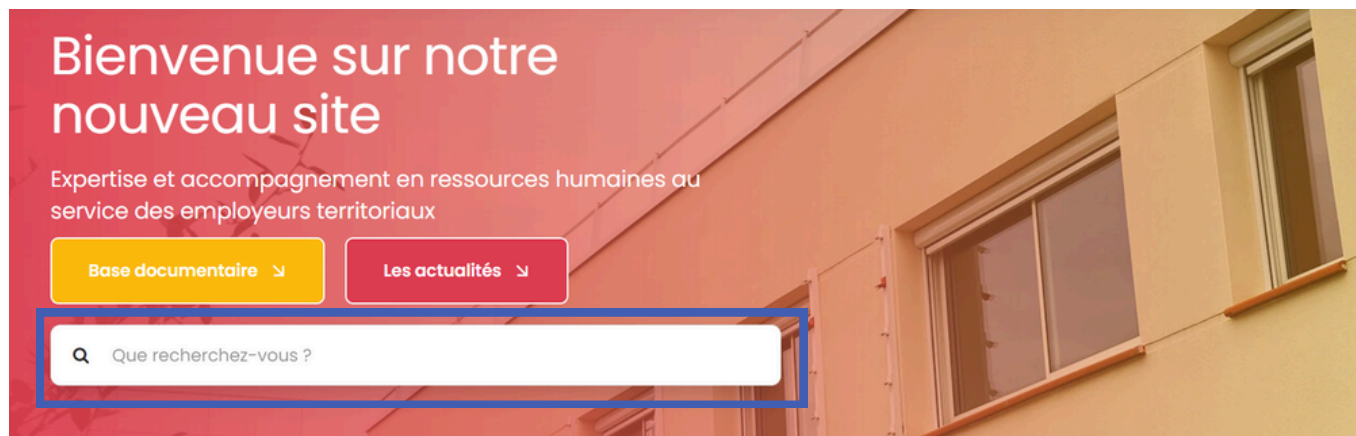 Bienvenue sur notre
nouveau site
Expertise et accompagnement en ressources humaines au
service des employeurs territoriaux
Base documentaire
Les actualités
Que recherchez-vous ?